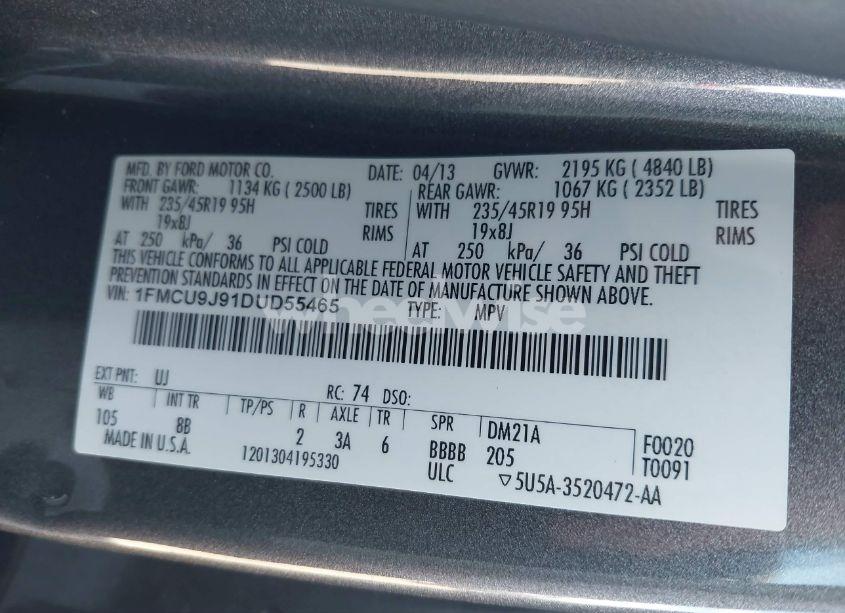 MFD. BY FORD MOTOR CO. DATE: 04/13 GVWR: 2195 KG ( 4840 LB)
FRONT GAWR: 1134 KG ( 2500 LB) REAR GAWR: 1067 KG ( 2352 LB)
WITH 235/45R19 95H TIRES WITH 235/45R19 95H TIRES
19x8J RIMS 19x8J RIMS
AT 250 kPa/ 36 PSI COLD AT 250 kPa/ 36 PSI COLD
THIS VEHICLE CONFORMS TO ALL APPLICABLE FEDERAL MOTOR VEHICLE SAFETY AND THEFT
PREVENTION STANDARDS IN EFFECT ON THE DATE OF MANUFACTURE SHOWN ABOVE.
VIN: 1FMCU9J91DUD55465 TYPE: MPV
wheelwise
EXT PNT: UJ RC: 74 DSO:
WB INT TR TP/PS R AXLE TR SPR DM21A F0020
105 8B 2 3A 6 BBBB 205 T0091
MADE IN U.S.A. 1201304195330 ULC ▽5U5A-3520472-AA